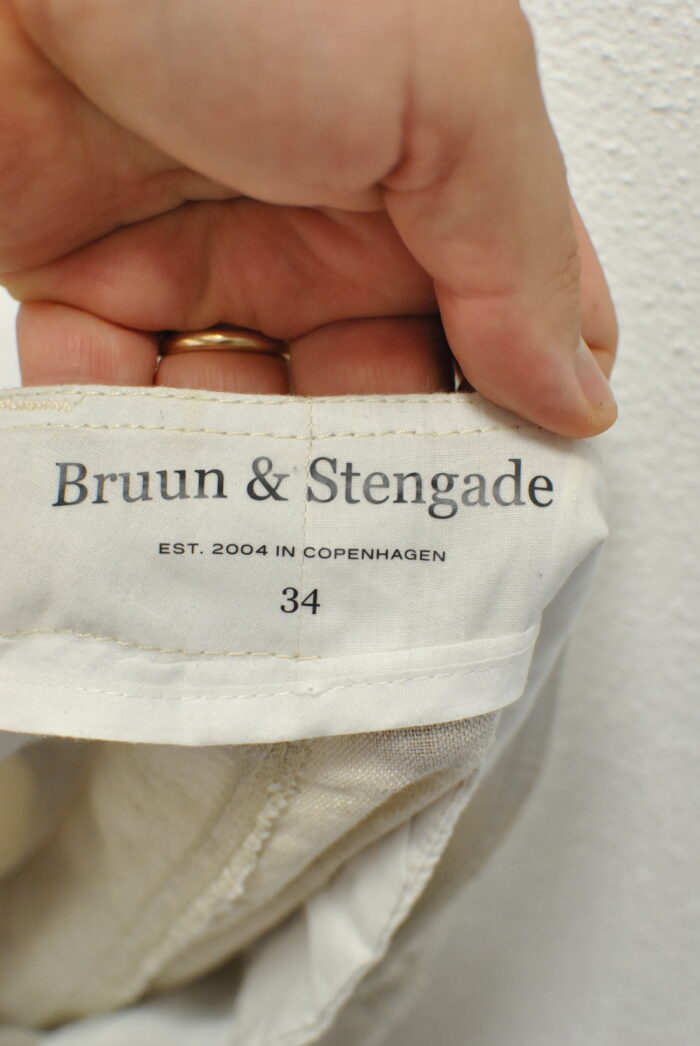 Bruun & Stengade
EST. 2004 IN COPENHAGEN
34